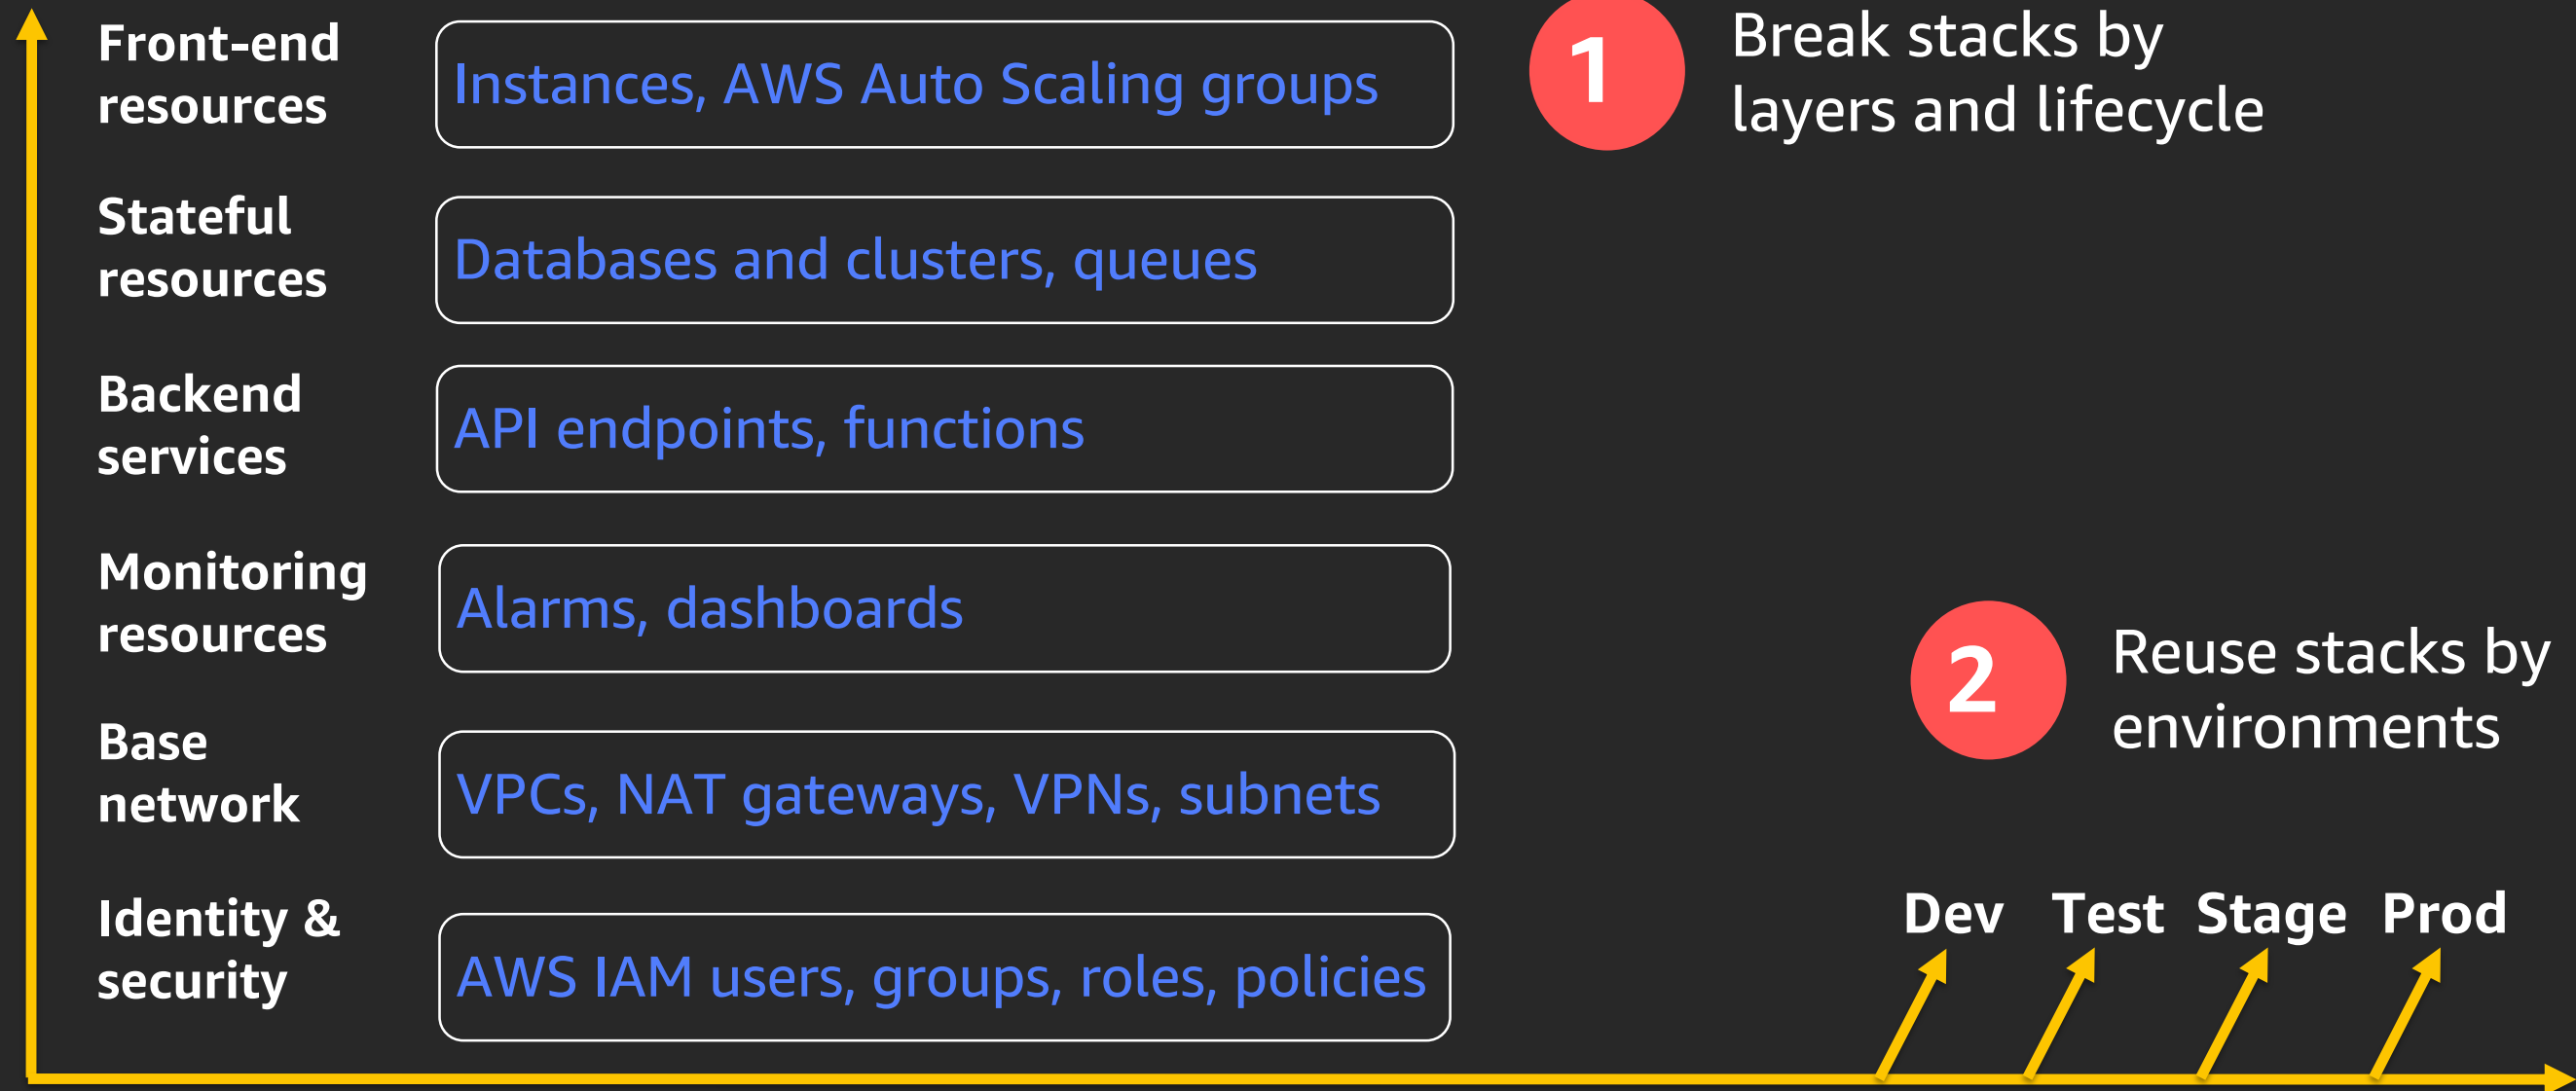 Front-end
resources
Instances, AWS Auto Scaling groups
1
Break stacks by
layers and lifecycle
Stateful
resources
Databases and clusters, queues
Backend
services
API endpoints, functions
Monitoring
resources
Alarms, dashboards
2
Reuse stacks by
environments
Base
network
VPCs, NAT gateways, VPNs, subnets
Identity &
security
AWS IAM users, groups, roles, policies
Dev Test Stage Prod